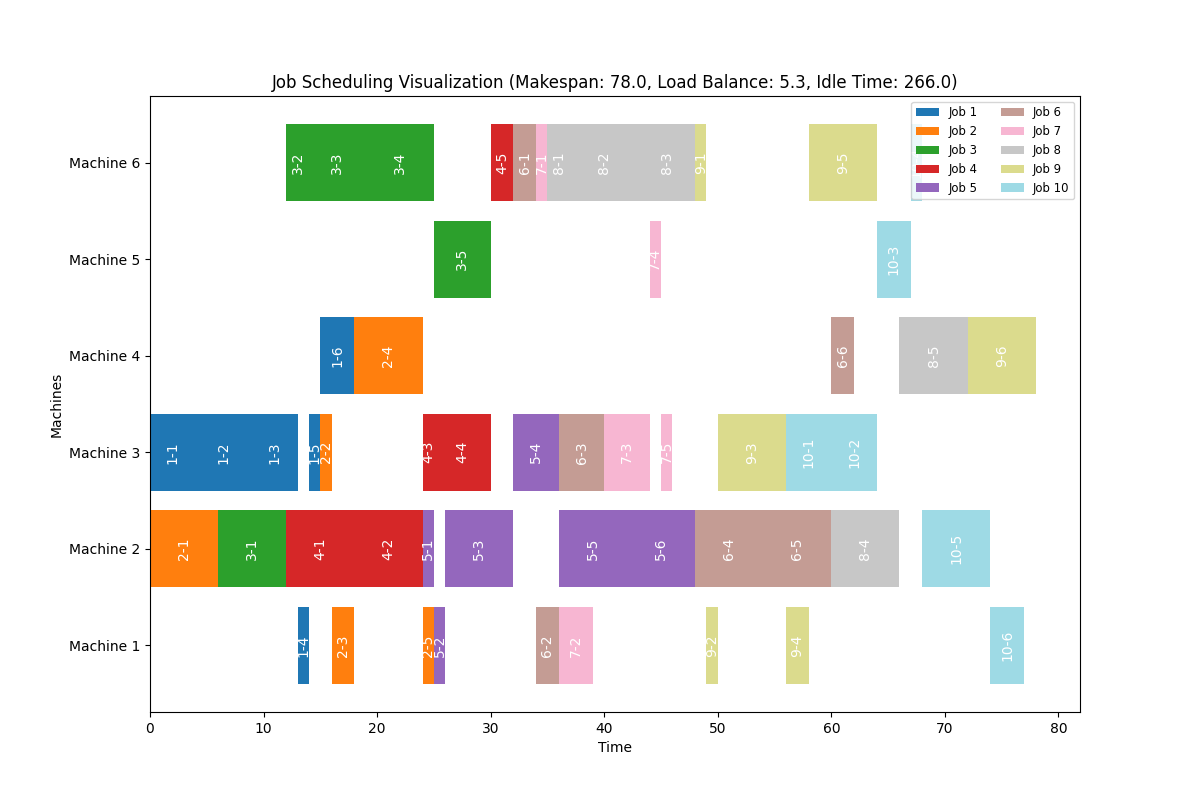 Job Scheduling Visualization (Makespan: 78.0, Load Balance: 5.3, Idle Time: 266.0)
Job 1 Job 6
Job 2 Job 7
Job 3 Job 8
Job 4 Job 9
Job 5 Job 10
Machines
Machine 6 3-2 3-3 3-4 4-5 6-1 7-1 8-1 8-2 8-3 9-1 9-5
Machine 5 3-5 7-4 10-3
Machine 4 1-6 2-4 6-6 8-5 9-6
Machine 3 1-1 1-2 1-3 1-5 2-2 4-3 4-4 5-4 6-3 7-3 7-5 9-3 10-1 10-2
Machine 2 2-1 3-1 4-1 4-2 5-1 5-3 5-5 5-6 6-4 6-5 8-4 10-5
Machine 1 1-4 2-3 2-5 5-2 6-2 7-2 9-2 9-4 10-6
0 10 20 30 40 50 60 70 80
Time